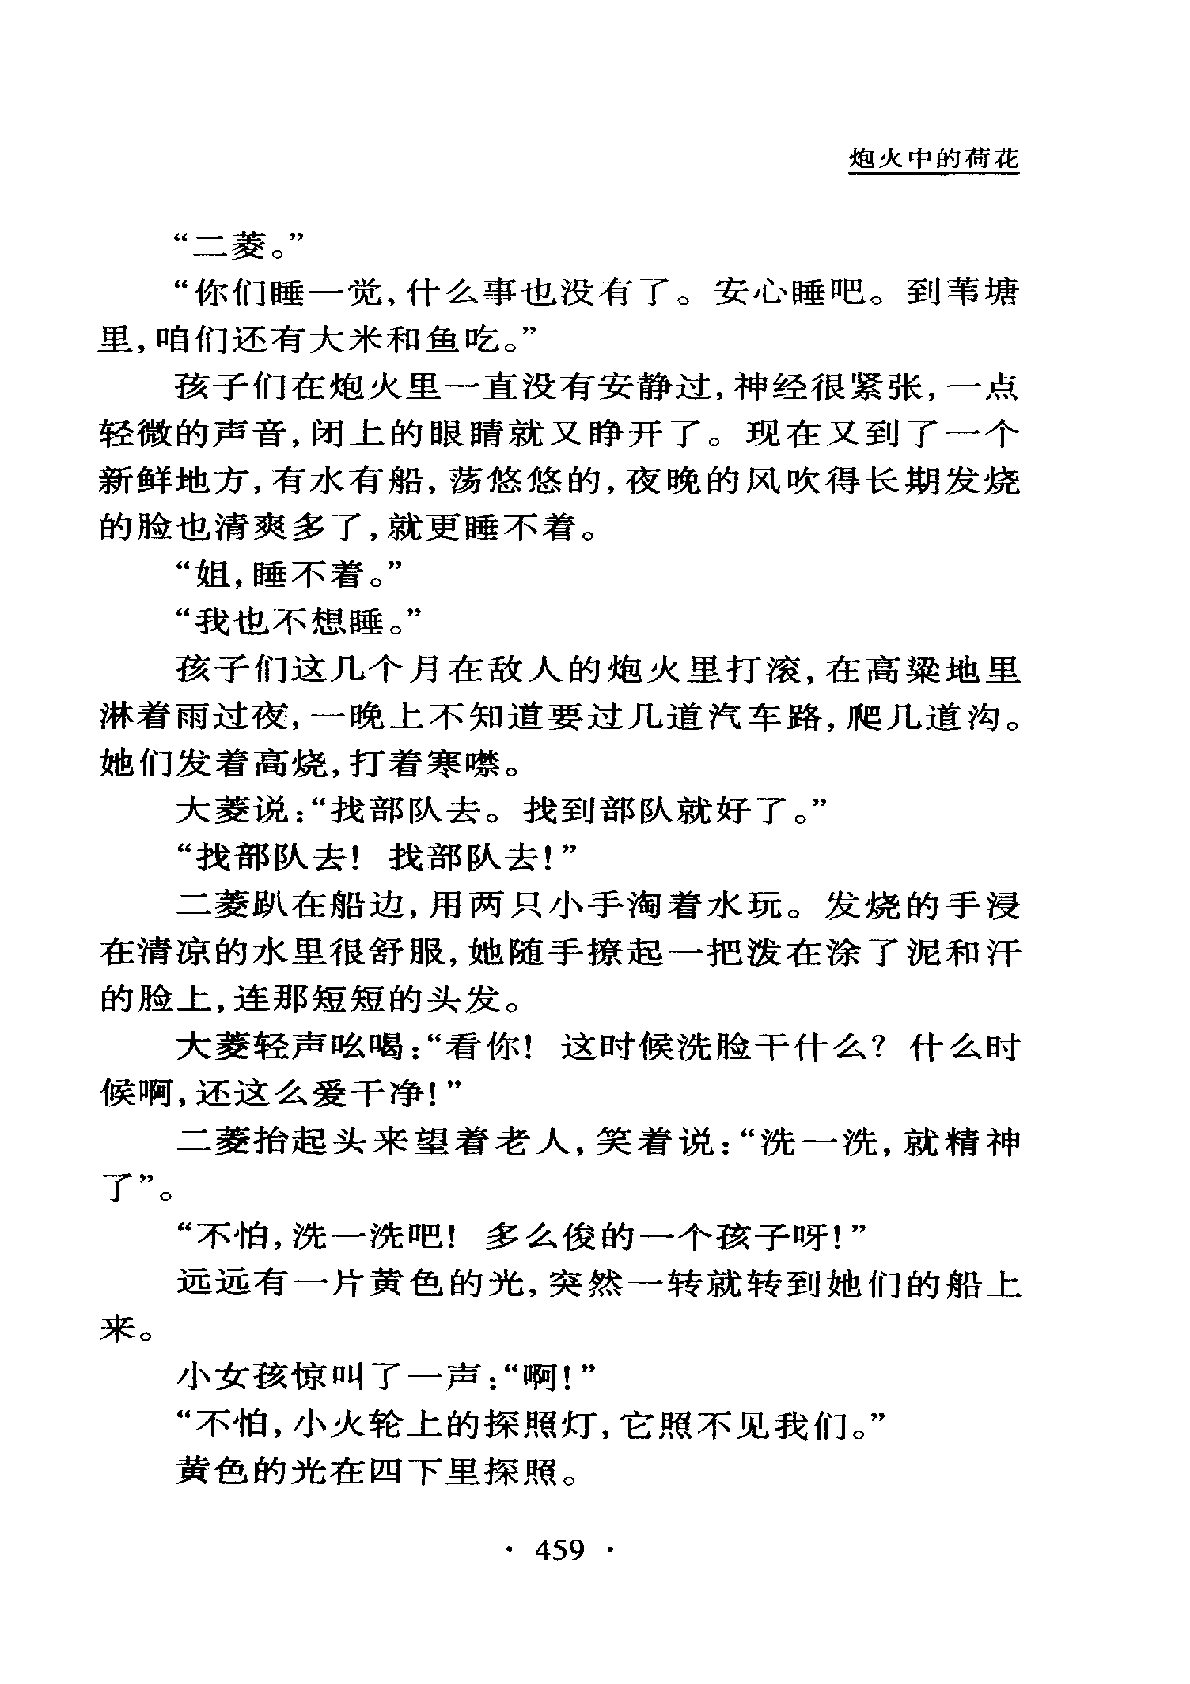 炮火中的荷花
“二菱。”
“你们睡一觉,什么事也没有了。安心睡吧。到苇塘
里,咱们还有大米和鱼吃。”
孩子们在炮火里一直没有安静过,神经很紧张,一点
轻微的声音,闭上的眼睛就又睁开了。现在又到了一个
新鲜地方,有水有船,荡悠悠的,夜晚的风吹得长期发烧
的脸也清爽多了,就更睡不着。
“姐,睡不着。”
“我也不想睡。”
孩子们这几个月在敌人的炮火里打滚,在高粱地里
淋着雨过夜,一晚上不知道要过几道汽车路,爬几道沟。
她们发着高烧,打着寒噤。
大菱说:“找部队去。找到部队就好了。”
“找部队去!找部队去!”
二菱趴在船边,用两只小手淘着水玩。发烧的手浸
在清凉的水里很舒服,她随手撩起一把泼在涂了泥和汗
的脸上,连那短短的头发。
大菱轻声吆喝:“看你!这时候洗脸干什么?什么时
候啊,还这么爱干净!”
二菱抬起头来望着老人,笑着说:“洗一洗,就精神
了”。
“不怕,洗一洗吧!多么俊的一个孩子呀!”
远远有一片黄色的光,突然一转就转到她们的船上
来。
小女孩惊叫了一声:“啊!”
“不怕,小火轮上的探照灯,它照不见我们。”
黄色的光在四下里探照。
· 459 ·